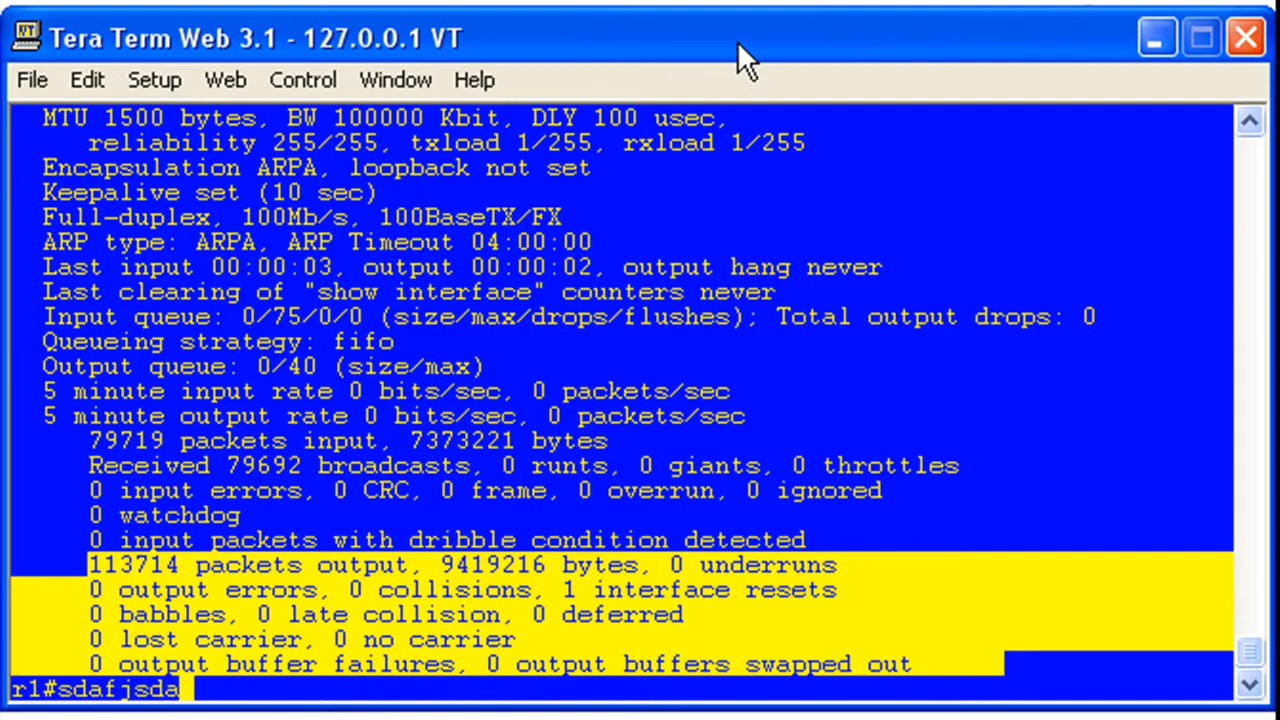 Tera Term Web 3.1 - 127.0.0.1 VT
File Edit Setup Web Control Window Help
MTU 1500 bytes, BW 100000 Kbit, DLY 100 usec,
reliability 255/255, txload 1/255, rxload 1/255
Encapsulation ARPA, loopback not set
Keepalive set (10 sec)
Full-duplex, 100Mb/s, 100BaseTX/FX
ARP type: ARPA, ARP Timeout 04:00:00
Last input 00:00:03, output 00:00:02, output hang never
Last clearing of "show interface" counters never
Input queue: 0/75/0/0 (size/max/drops/flushes); Total output drops: 0
Queueing strategy: fifo
Output queue: 0/40 (size/max)
5 minute input rate 0 bits/sec, 0 packets/sec
5 minute output rate 0 bits/sec, 0 packets/sec
79719 packets input, 7373221 bytes
Received 79692 broadcasts, 0 runts, 0 giants, 0 throttles
0 input errors, 0 CRC, 0 frame, 0 overrun, 0 ignored
0 watchdog
0 input packets with dribble condition detected
113714 packets output, 9419216 bytes, 0 underruns
0 output errors, 0 collisions, 1 interface resets
0 babbles, 0 late collision, 0 deferred
0 lost carrier, 0 no carrier
0 output buffer failures, 0 output buffers swapped out
r1#sdafjsda